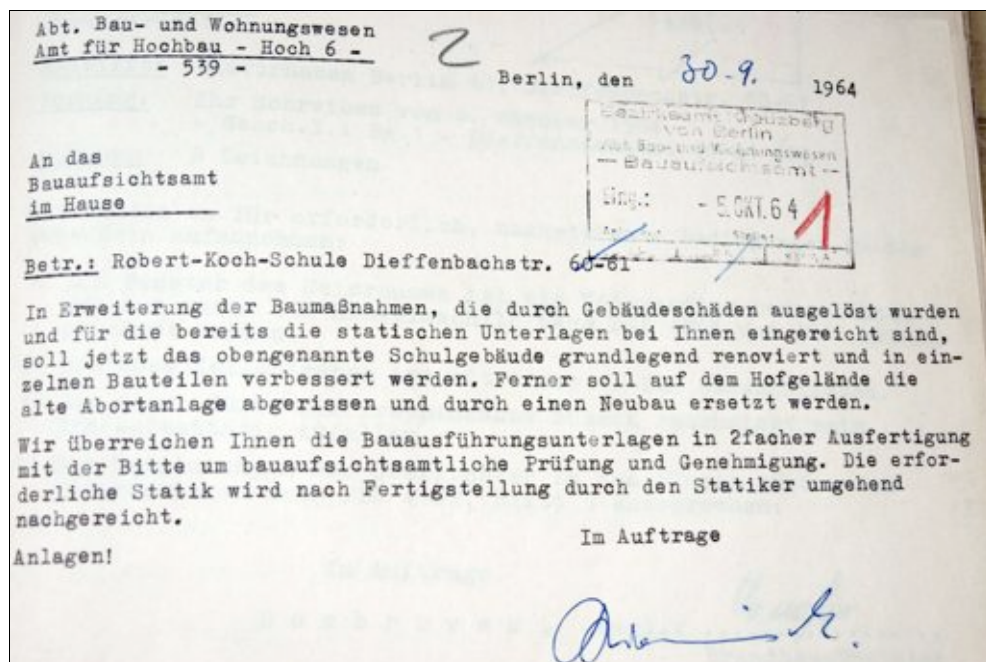 Abt. Bau- und Wohnungswesen
Amt für Hochbau - Hoch 6 -
- 539 -
2
Berlin, den 30.9. 1964
Bezirksamt Kreuzberg
von Berlin
Abt. Bau- und Wohnungswesen
- Bauaufsichtsamt -
Eing.: - 5. OKT. 64
1
An das
Bauaufsichtsamt
im Hause
Betr.: Robert-Koch-Schule Dieffenbachstr. 60-61
In Erweiterung der Baumaßnahmen, die durch Gebäudeschäden ausgelöst wurden
und für die bereits die statischen Unterlagen bei Ihnen eingereicht sind,
soll jetzt das obengenannte Schulgebäude grundlegend renoviert und in ein-
zelnen Bauteilen verbessert werden. Ferner soll auf dem Hofgelände die
alte Abortanlage abgerissen und durch einen Neubau ersetzt werden.
Wir überreichen Ihnen die Bauausführungsunterlagen in 2facher Ausfertigung
mit der Bitte um bauaufsichtsamtliche Prüfung und Genehmigung. Die erfor-
derliche Statik wird nach Fertigstellung durch den Statiker umgehend
nachgereicht.
Im Auftrage
Anlagen!